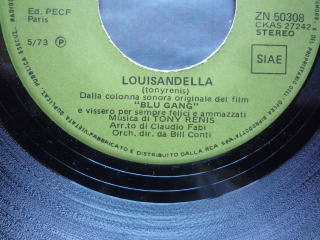 Ed. PECF
Paris
5/73 Ⓟ
ZN 50308
CKAS 27242
STEREO
SIAE
LOUISANDELLA
(tonyrenis)
Dalla colonna sonora originale del film
"BLU GANG"
e vissero per sempre felici e ammazzati
Musica di TONY RENIS
Arr.to di Claudio Fabi
Orch. dir. da Bill Conti
FABBRICATO E DISTRIBUITO DALLA RCA S.p.A.